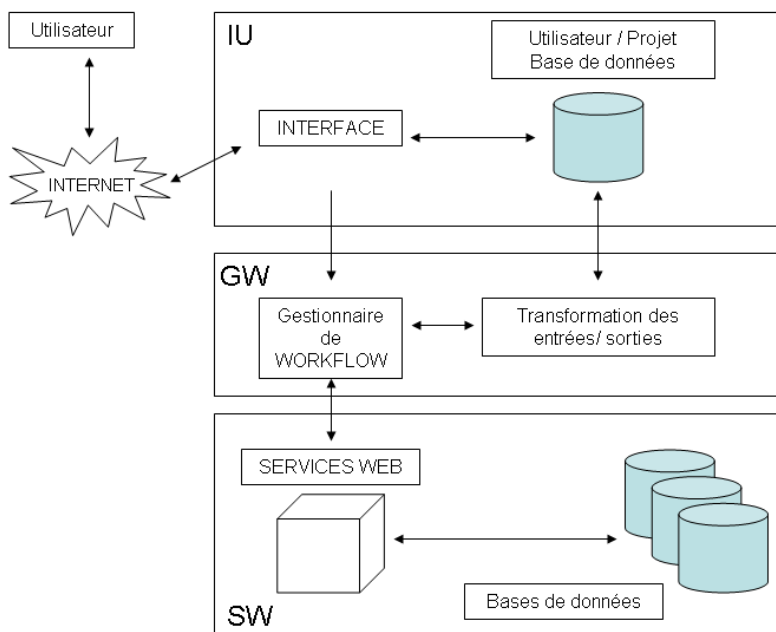 Utilisateur
IU
Utilisateur / Projet
Base de données
INTERFACE
INTERNET
GW
Gestionnaire
de
WORKFLOW
Transformation des
entrées/ sorties
SERVICES WEB
Bases de données
SW